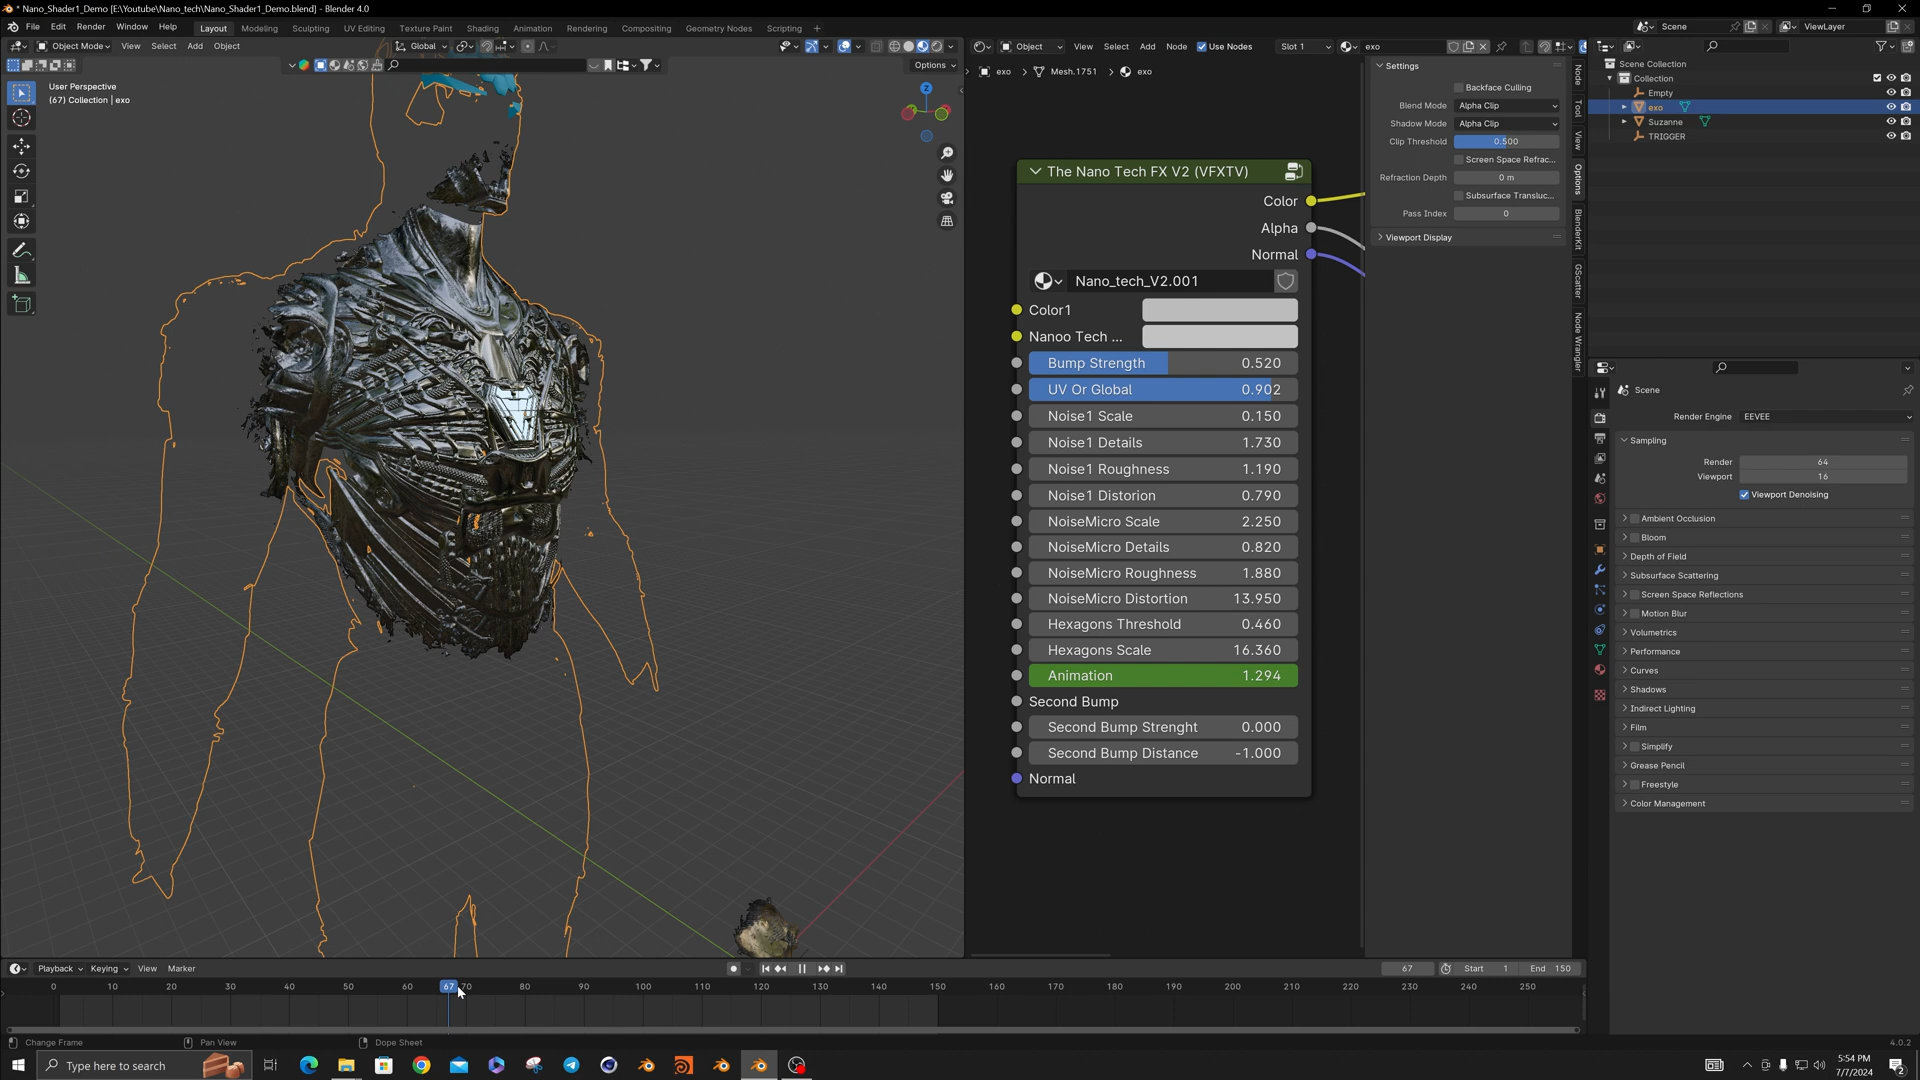 * Nano_Shader1_Demo [E:\Youtube\Nano_tech\Nano_Shader1_Demo.blend] - Blender 4.0
File Edit Render Window Help Layout Modeling Sculpting UV Editing Texture Paint Shading Animation Rendering Compositing Geometry Nodes Scripting Scene ViewLayer
Object Mode View Select Add Object Global
Options
User Perspective
(67) Collection | exo
Z
Object View Select Add Node Use Nodes Slot 1 exo
exo Mesh.1751 exo
The Nano Tech FX V2 (VFXTV)
Color
Alpha
Normal
Nano_tech_V2.001
Color1
Nanoo Tech ...
Bump Strength 0.520
UV Or Global 0.902
Noise1 Scale 0.150
Noise1 Details 1.730
Noise1 Roughness 1.190
Noise1 Distorion 0.790
NoiseMicro Scale 2.250
NoiseMicro Details 0.820
NoiseMicro Roughness 1.880
NoiseMicro Distortion 13.950
Hexagons Threshold 0.460
Hexagons Scale 16.360
Animation 1.294
Second Bump
Second Bump Strenght 0.000
Second Bump Distance -1.000
Normal
Settings
Backface Culling
Blend Mode Alpha Clip
Shadow Mode Alpha Clip
Clip Threshold 0.500
Screen Space Refrac...
Refraction Depth 0 m
Subsurface Transluc...
Pass Index 0
Viewport Display
Node
Tool
View
Options
BlenderKit
GScatter
Node Wrangler
Scene Collection
Collection
Empty
exo
Suzanne
TRIGGER
Scene
Render Engine EEVEE
Sampling
Render 64
Viewport 16
Viewport Denoising
Ambient Occlusion
Bloom
Depth of Field
Subsurface Scattering
Screen Space Reflections
Motion Blur
Volumetrics
Performance
Curves
Shadows
Indirect Lighting
Film
Simplify
Grease Pencil
Freestyle
Color Management
Playback Keying View Marker 67 Start 1 End 150
0 10 20 30 40 50 60 67 70 80 90 100 110 120 130 140 150 160 170 180 190 200 210 220 230 240 250
Change Frame Pan View Dope Sheet 4.0.2
Type here to search
5:54 PM
7/7/2024
2